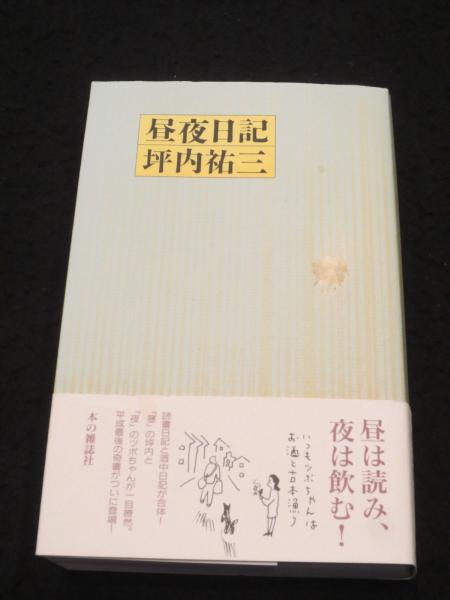 昼夜日記
坪内祐三
昼は読み、
夜は飲む!
いつもツボちゃんは
お酒と古本漁り
読書日記と酒中日記が合体!
『昼』の坪内と
『夜』のツボちゃんが一目瞭然。
平成最後の奇書がついに登場!
本の雑誌社